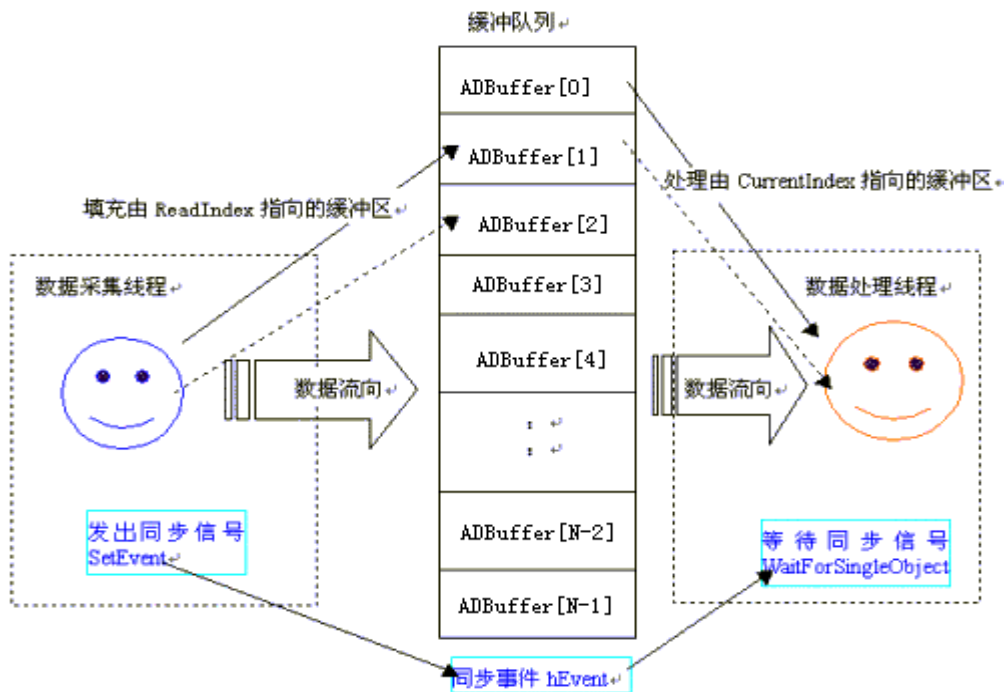 缓冲队列
ADBuffer[0]
ADBuffer[1]
处理由 CurrentIndex 指向的缓冲区
填充由 ReadIndex 指向的缓冲区
ADBuffer[2]
数据采集线程
ADBuffer[3]
数据处理线程
ADBuffer[4]
数据流向
数据流向
:
:
发出同步信号
SetEvent
ADBuffer[N-2]
等待同步信号
WaitForSingleObject
ADBuffer[N-1]
同步事件 hEvent